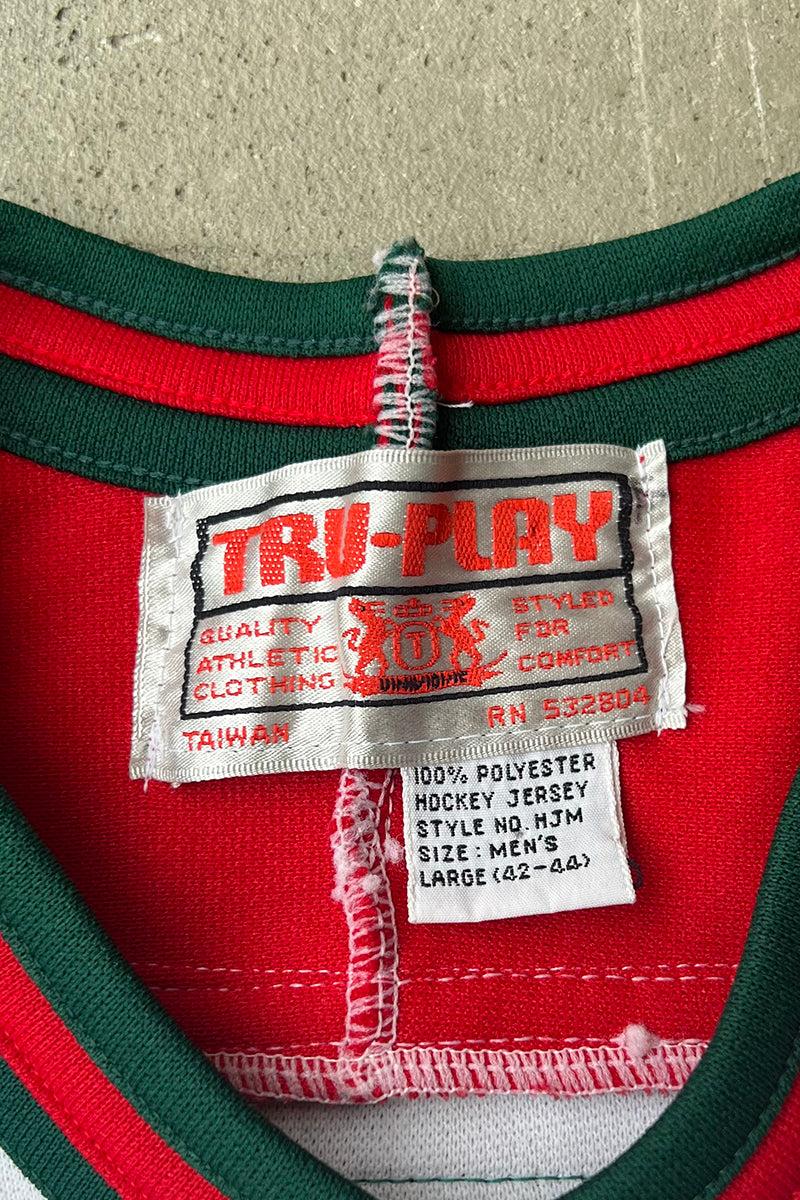 TRU-PLAY
QUALITY
ATHLETIC
CLOTHING
T
STYLED
FOR
COMFORT
TAIWAN
RN 532804
100% POLYESTER
HOCKEY JERSEY
STYLE NO. HJM
SIZE: MEN'S
LARGE (42-44)